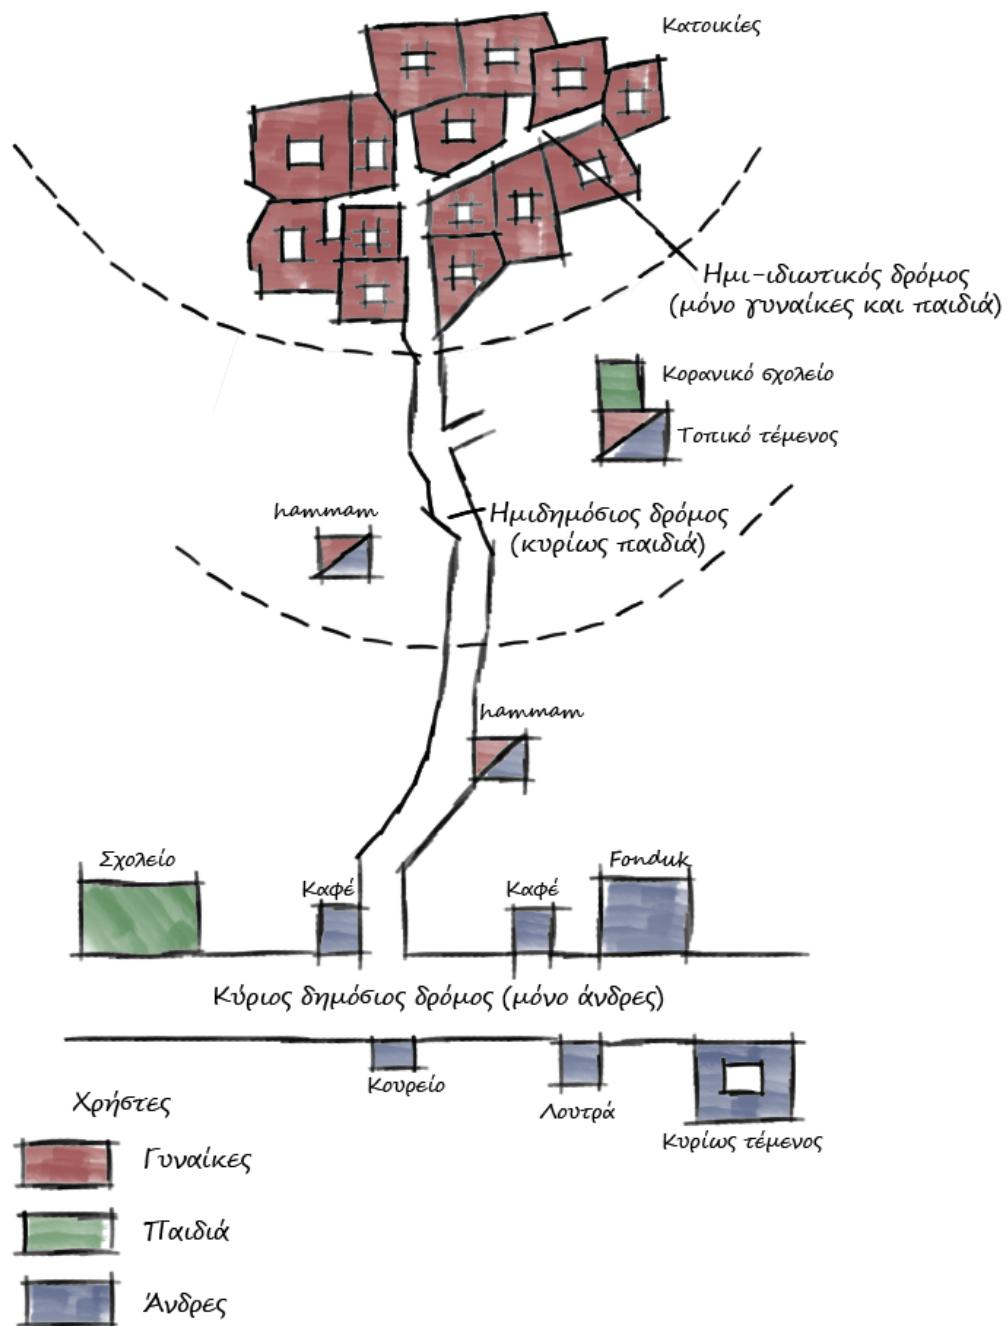 Κατοικίες
Ημι-ιδιωτικός δρόμος
(μόνο γυναίκες και παιδιά)
Κορανικό σχολείο
Τοπικό τέμενος
hammam
Ημιδημόσιος δρόμος
(κυρίως παιδιά)
hammam
Σχολείο
Καφέ
Καφέ
Fonduk
Κύριος δημόσιος δρόμος (μόνο άνδρες)
Κουρείο
Λουτρά
Κυρίως τέμενος
Χρήστες
Γυναίκες
Παιδιά
Άνδρες